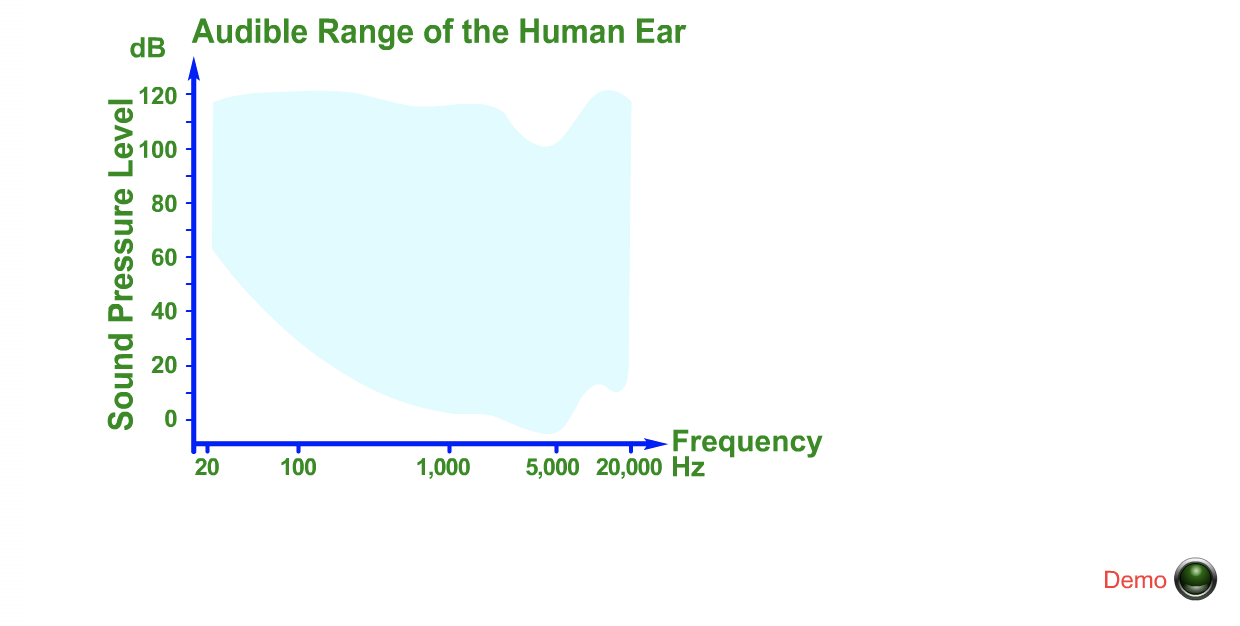 Audible Range of the Human Ear
dB
Sound Pressure Level
120
100
80
60
40
20
0
20
100
1,000
5,000
20,000
Frequency
Hz
Demo